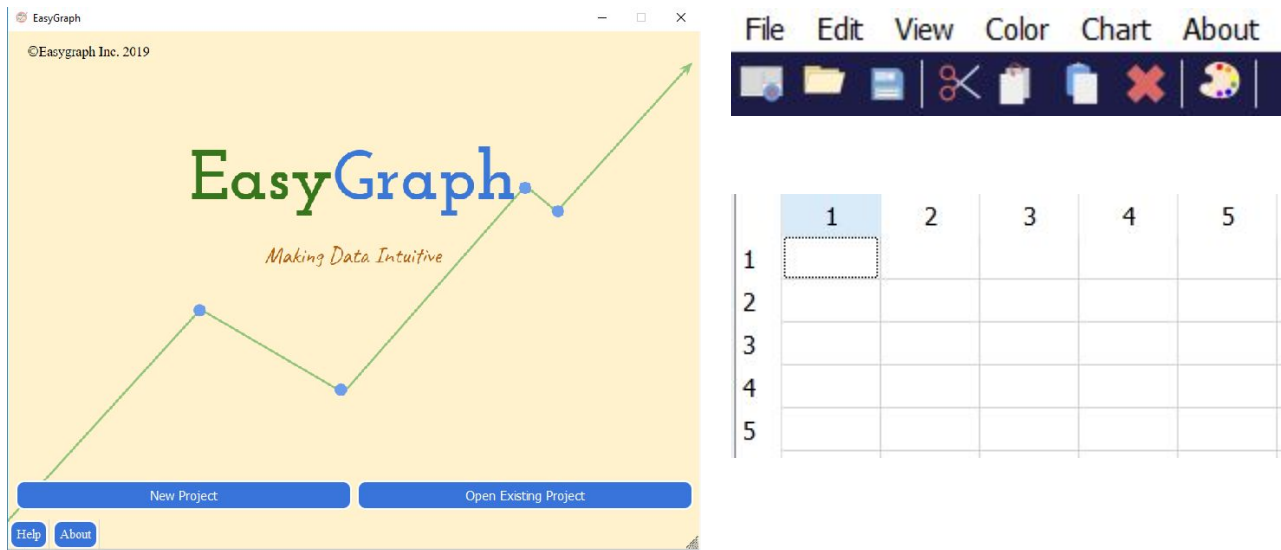 EasyGraph
©Easygraph Inc. 2019
EasyGraph
Making Data Intuitive
New Project Open Existing Project
Help About
File Edit View Color Chart About
1 2 3 4 5
1
2
3
4
5